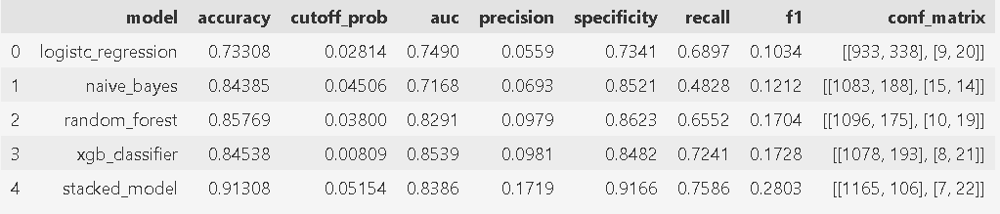 model accuracy cutoff_prob auc precision specificity recall f1 conf_matrix
0 logistc_regression 0.73308 0.02814 0.7490 0.0559 0.7341 0.6897 0.1034 [[933, 338], [9, 20]]
1 naive_bayes 0.84385 0.04506 0.7168 0.0693 0.8521 0.4828 0.1212 [[1083, 188], [15, 14]]
2 random_forest 0.85769 0.03800 0.8291 0.0979 0.8623 0.6552 0.1704 [[1096, 175], [10, 19]]
3 xgb_classifier 0.84538 0.00809 0.8539 0.0981 0.8482 0.7241 0.1728 [[1078, 193], [8, 21]]
4 stacked_model 0.91308 0.05154 0.8386 0.1719 0.9166 0.7586 0.2803 [[1165, 106], [7, 22]]